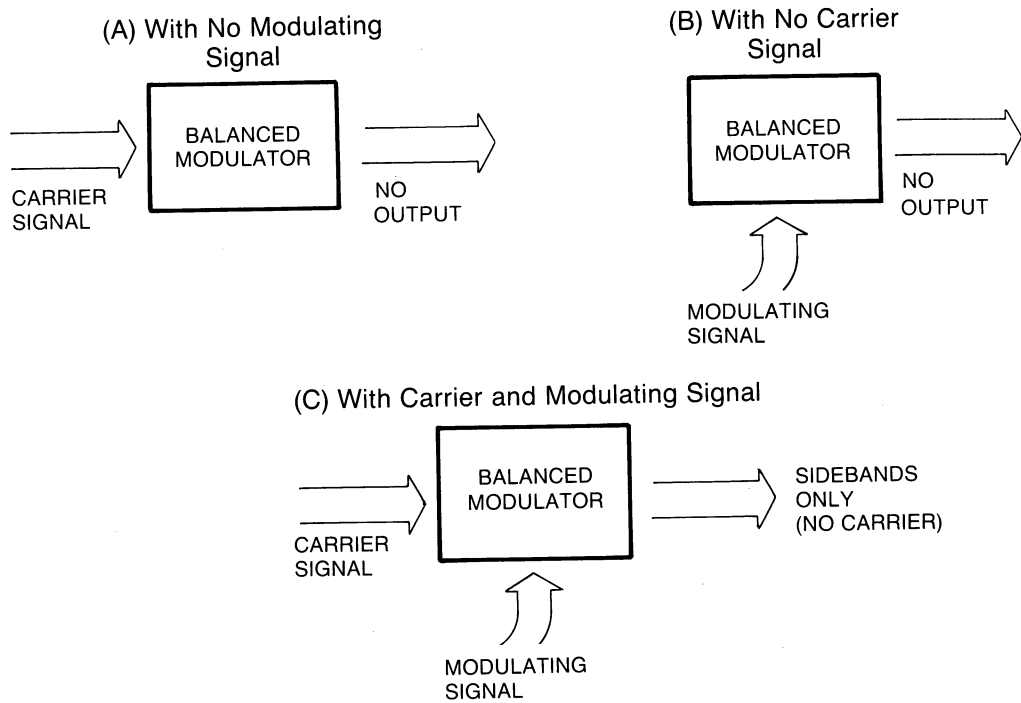 (A) With No Modulating
Signal
BALANCED
MODULATOR
CARRIER
SIGNAL
NO
OUTPUT
(B) With No Carrier
Signal
BALANCED
MODULATOR
NO
OUTPUT
MODULATING
SIGNAL
(C) With Carrier and Modulating Signal
BALANCED
MODULATOR
CARRIER
SIGNAL
SIDEBANDS
ONLY
(NO CARRIER)
MODULATING
SIGNAL